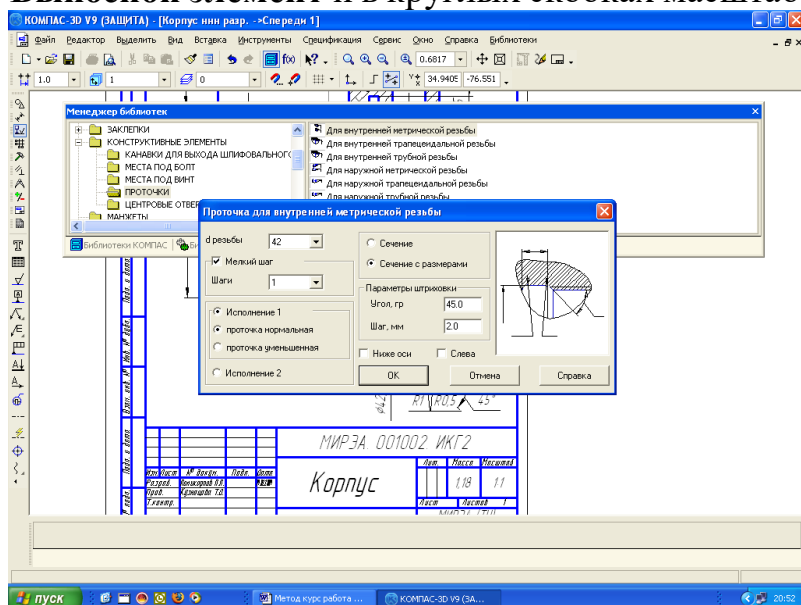 Выносной элемент и в круглых скобках масштаб
КОМПАС-3D V9 (ЗАЩИТА) - [Корпус ннн разр. ->Спереди 1]
Файл Редактор Выделить Вид Вставка Инструменты Спецификация Сервис Окно Справка Библиотеки
0.6817
1.0 1 0 34.9405 -76.551
Менеджер библиотек
ЗАКЛЕПКИ
КОНСТРУКТИВНЫЕ ЭЛЕМЕНТЫ
КАНАВКИ ДЛЯ ВЫХОДА ШЛИФОВАЛЬНОГ
МЕСТА ПОД БОЛТ
МЕСТА ПОД ВИНТ
ПРОТОЧКИ
ЦЕНТРОВЫЕ ОТВЕР
МАНЖЕТЫ
Для внутренней метрической резьбы
Для внутренней трапецеидальной резьбы
Для внутренней трубной резьбы
Для наружной метрической резьбы
Для наружной трапецеидальной резьбы
Для наружной трубной резьбы
Библиотеки КОМПАС
Проточка для внутренней метрической резьбы
d резьбы 42
Мелкий шаг
Шаги 1
Исполнение 1
проточка нормальная
проточка уменьшенная
Исполнение 2
Сечение
Сечение с размерами
Параметры штриховки
Угол, гр 45.0
Шаг, мм 2.0
Ниже оси Слева
OK Отмена Справка
R1 R0,5 45°
МИРЭА. 001002 ИКГ2
Корпус
Лит. Масса Масштаб
1,18 1:1
Изм Лист № докум. Подп. Дата
Разраб.
Пров.
Т.контр.
Лист Листов 1
пуск
Метод курс работа ...
КОМПАС-3D V9 (ЗА...
20:52